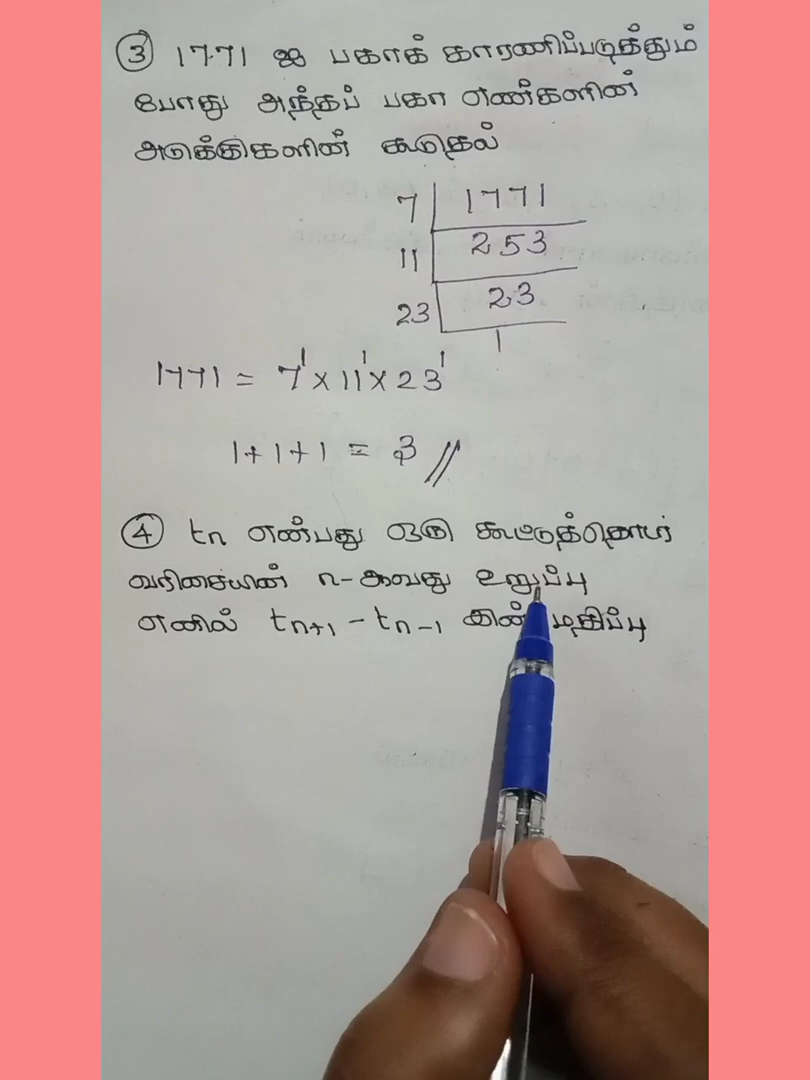 ③ 1771 ஐ பகாக் காரணிப்படுத்தும்
போது அந்தப் பகா எண்களின்
அடுக்குகளின் கூடுதல்
7 | 1771
11 | 253
23 | 23
1
1771 = 7¹ × 11¹ × 23¹
1 + 1 + 1 = 3 //
④ tn என்பது ஒரு கூட்டுத்தொடர்
வரிசையின் n-ஆவது உறுப்பு
எனில் tn+1 - tn-1 யின் மதிப்பு